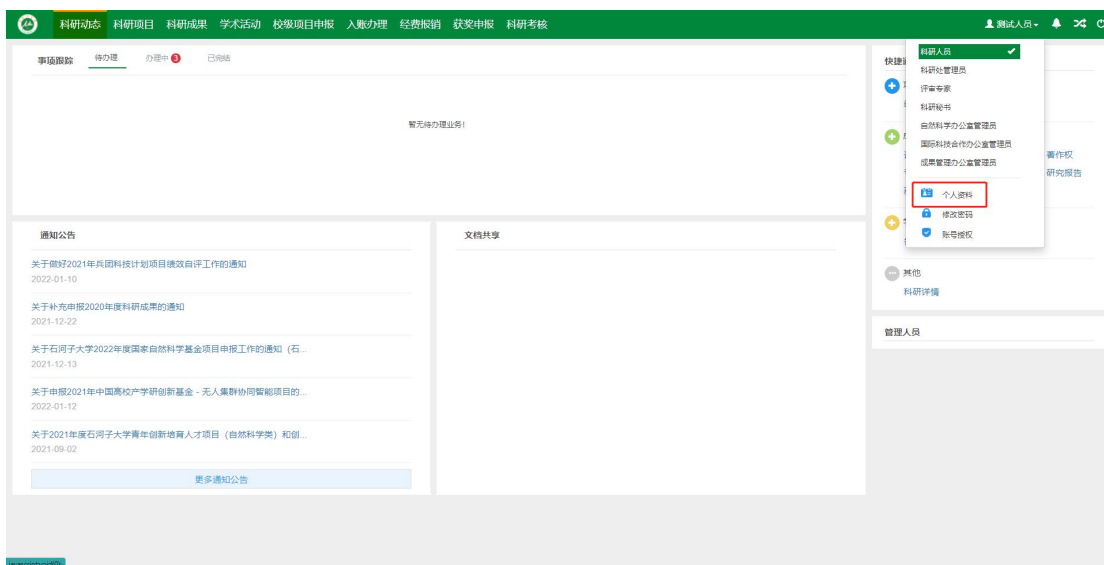 科研动态 科研项目 科研成果 学术活动 校级项目申报 入账办理 经费报销 获奖申报 科研考核 测试人员
事项跟踪 待办理 办理中 3 已完结
暂无待办理业务!
通知公告
关于做好2021年兵团科技计划项目绩效自评工作的通知
2022-01-10
关于补充申报2020年度科研成果的通知
2021-12-22
关于石河子大学2022年度国家自然科学基金项目申报工作的通知（石...
2021-12-13
关于申报2021年中国高校产学研创新基金－无人集群协同智能项目的...
2022-01-12
关于2021年度石河子大学青年创新培育人才项目（自然科学类）和创...
2021-09-02
更多通知公告
文档共享
快捷
科研人员
科研处管理员
评审专家
科研秘书
自然科学办公室管理员
国际科技合作办公室管理员
成果管理办公室管理员
个人资料
修改密码
账号授权
著作权
研究报告
其他
科研详情
管理人员